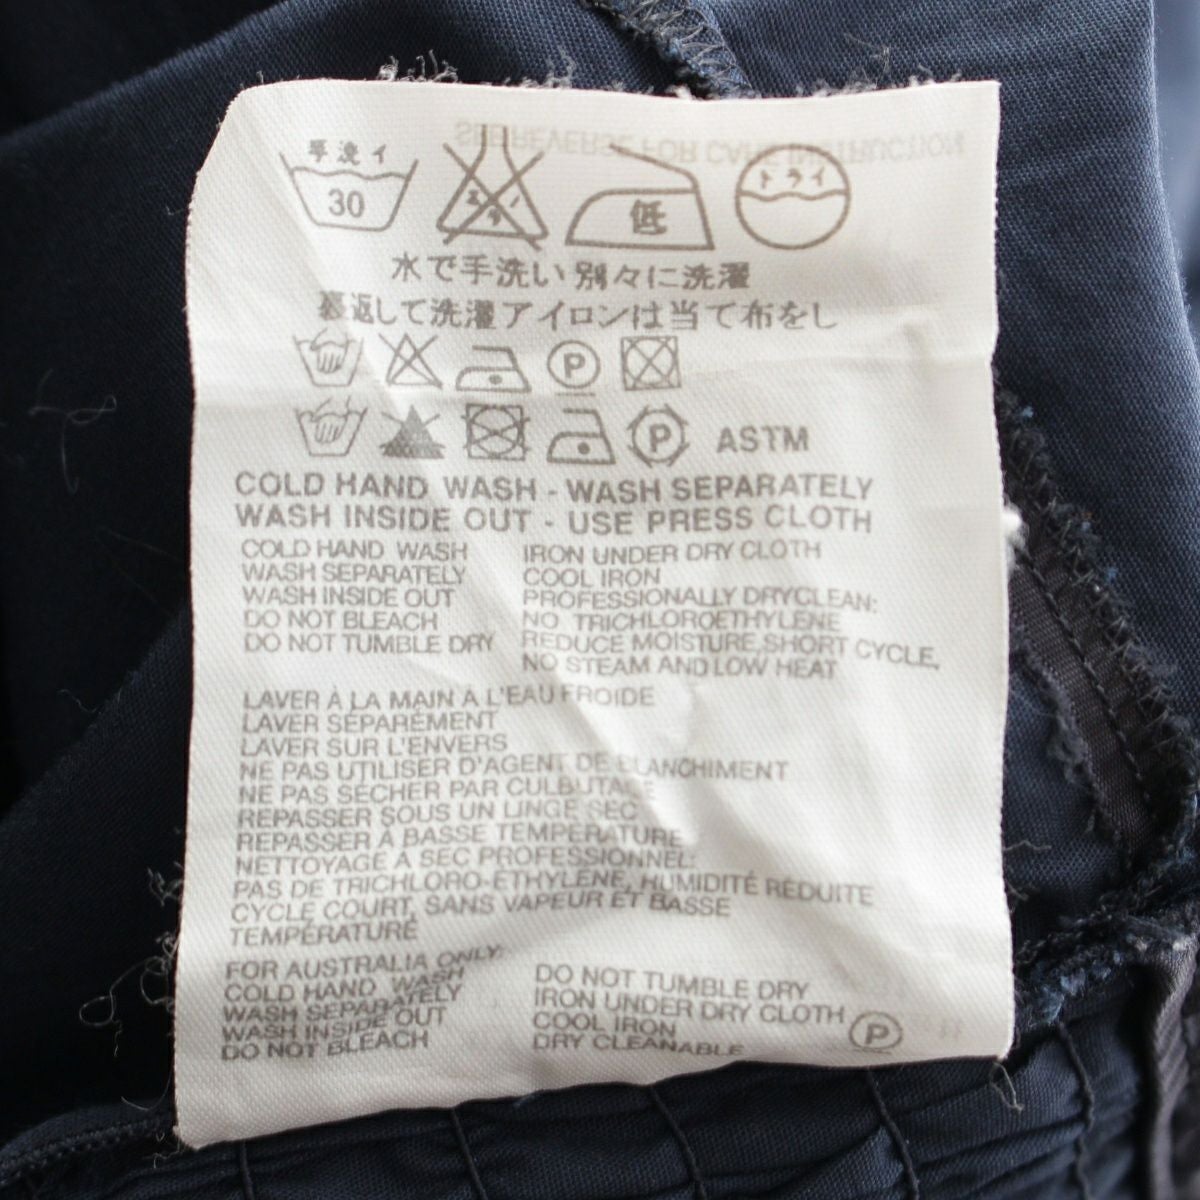 SEE REVERSE FOR CARE INSTRUCTION
手洗イ
30
エンソ
低
ドライ
水で手洗い 別々に洗濯
裏返して洗濯アイロンは当て布をし
P
P ASTM
COLD HAND WASH - WASH SEPARATELY
WASH INSIDE OUT - USE PRESS CLOTH
COLD HAND WASH
WASH SEPARATELY
WASH INSIDE OUT
DO NOT BLEACH
DO NOT TUMBLE DRY
IRON UNDER DRY CLOTH
COOL IRON
PROFESSIONALLY DRYCLEAN:
NO TRICHLOROETHYLENE
REDUCE MOISTURE,SHORT CYCLE,
NO STEAM AND LOW HEAT
LAVER À LA MAIN À L'EAU FROIDE
LAVER SÉPARÉMENT
LAVER SUR L'ENVERS
NE PAS UTILISER D'AGENT DE BLANCHIMENT
NE PAS SÉCHER PAR CULBUTAGE
REPASSER SOUS UN LINGE SEC
REPASSER À BASSE TEMPÉRATURE
NETTOYAGE À SEC PROFESSIONNEL:
PAS DE TRICHLORO-ÉTHYLÈNE, HUMIDITÉ RÉDUITE
CYCLE COURT, SANS VAPEUR ET BASSE
TEMPÉRATURE
FOR AUSTRALIA ONLY:
COLD HAND WASH
WASH SEPARATELY
WASH INSIDE OUT
DO NOT BLEACH
DO NOT TUMBLE DRY
IRON UNDER DRY CLOTH
COOL IRON
DRY CLEANABLE
P